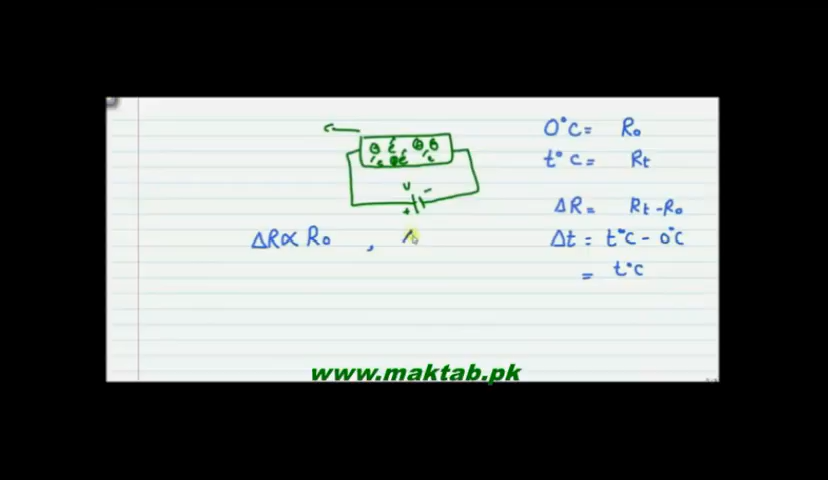 0°C = R₀
t°C = Rt
V
+ -
ΔR = Rt - R₀
ΔR ∝ R₀ ,
Δt = t°C - 0°C
= t°C
www.maktab.pk